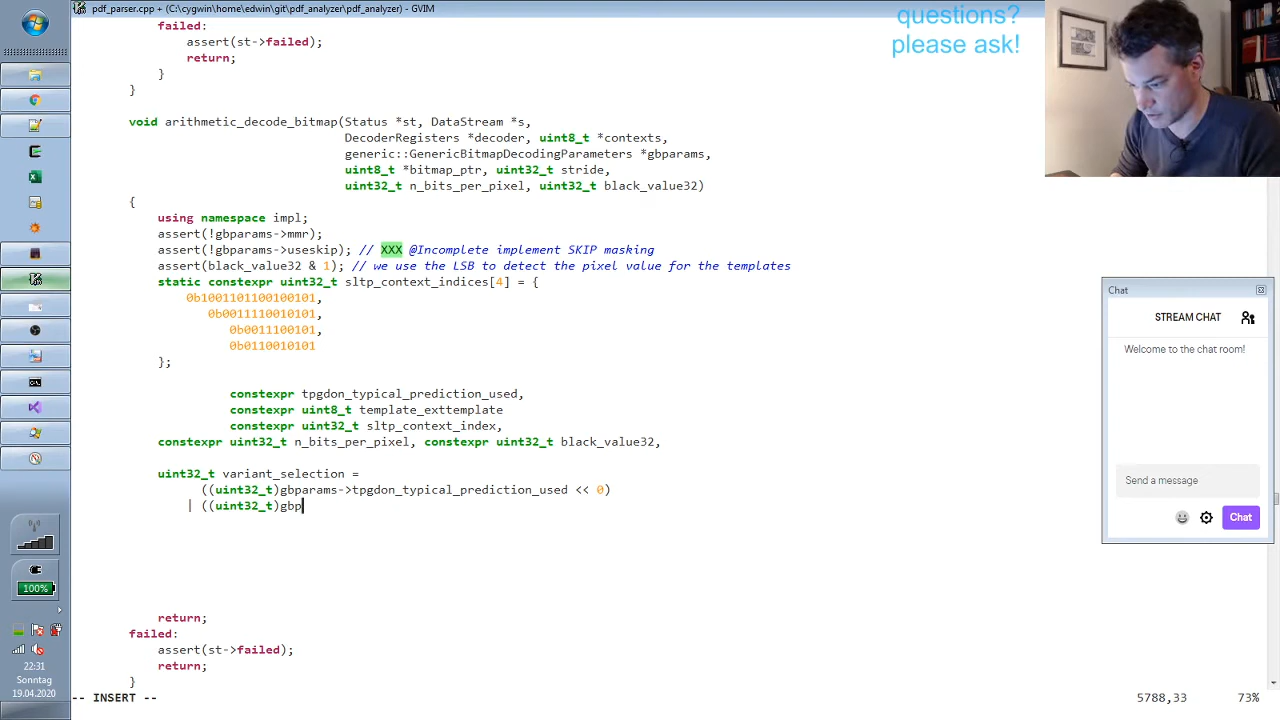 pdf_parser.cpp + (C:\cygwin\home\edwin\git\pdf_analyzer\pdf_analyzer) - GVIM
questions?
please ask!
failed:
assert(st->failed);
return;
}
}
void arithmetic_decode_bitmap(Status *st, DataStream *s,
DecoderRegisters *decoder, uint8_t *contexts,
generic::GenericBitmapDecodingParameters *gbparams,
uint8_t *bitmap_ptr, uint32_t stride,
uint32_t n_bits_per_pixel, uint32_t black_value32)
{
using namespace impl;
assert(!gbparams->mmr);
assert(!gbparams->useskip); // XXX @Incomplete implement SKIP masking
assert(black_value32 & 1); // we use the LSB to detect the pixel value for the templates
static constexpr uint32_t sltp_context_indices[4] = {
0b1001101100100101,
0b0011110010101,
0b0011100101,
0b0110010101
};
constexpr tpgdon_typical_prediction_used,
constexpr uint8_t template_exttemplate
constexpr uint32_t sltp_context_index,
constexpr uint32_t n_bits_per_pixel, constexpr uint32_t black_value32,
uint32_t variant_selection =
((uint32_t)gbparams->tpgdon_typical_prediction_used << 0)
| ((uint32_t)gbp
return;
failed:
assert(st->failed);
return;
}
-- INSERT --
5788,33
73%
Chat
STREAM CHAT
Welcome to the chat room!
Send a message
Chat
100%
22:31
Sonntag
19.04.2020